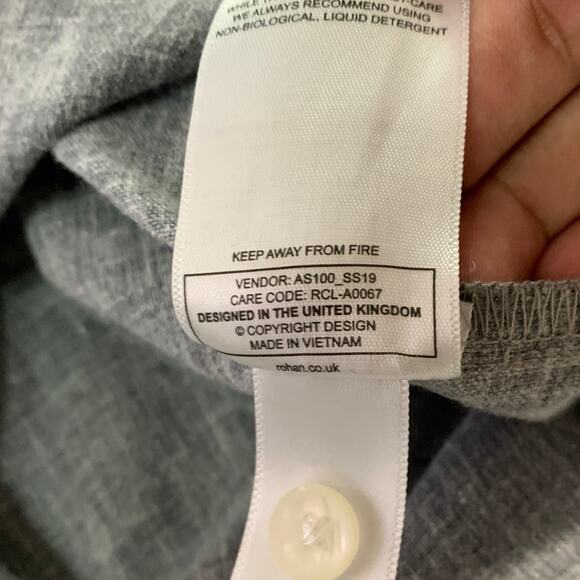 WE ALWAYS RECOMMEND USING
NON-BIOLOGICAL, LIQUID DETERGENT
KEEP AWAY FROM FIRE
VENDOR: AS100_SS19
CARE CODE: RCL-A0067
DESIGNED IN THE UNITED KINGDOM
© COPYRIGHT DESIGN
MADE IN VIETNAM
rohan.co.uk